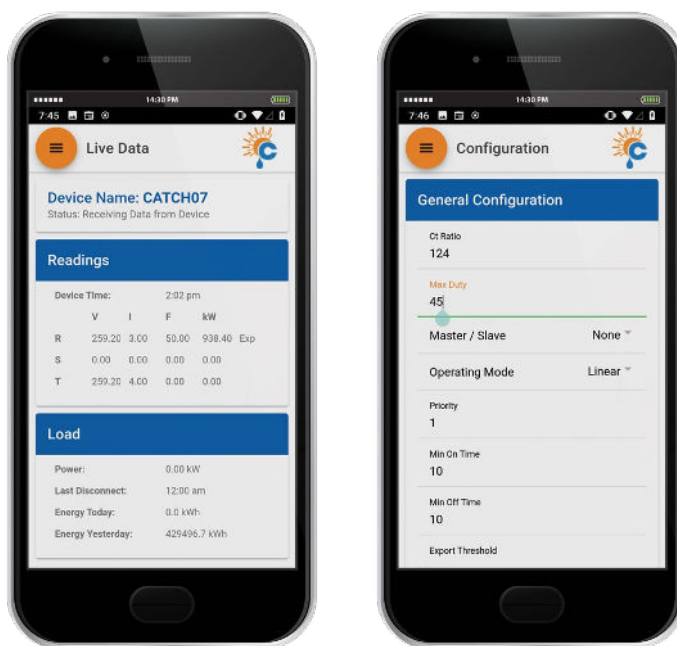 14:30 PM
7:45
Live Data
Device Name: CATCH07
Status: Receiving Data from Device
Readings
Device Time: 2:02 pm
V I F kW
R 259.20 3.00 50.00 938.40 Exp
S 0.00 0.00 0.00 0.00
T 259.20 4.00 0.00 0.00
Load
Power: 0.00 kW
Last Disconnect: 12:00 am
Energy Today: 0.0 kWh
Energy Yesterday: 429496.7 kWh
14:30 PM
7:46
Configuration
General Configuration
Ct Ratio
124
Max Duty
45
Master / Slave None
Operating Mode Linear
Priority
1
Min On Time
10
Min Off Time
10
Export Threshold